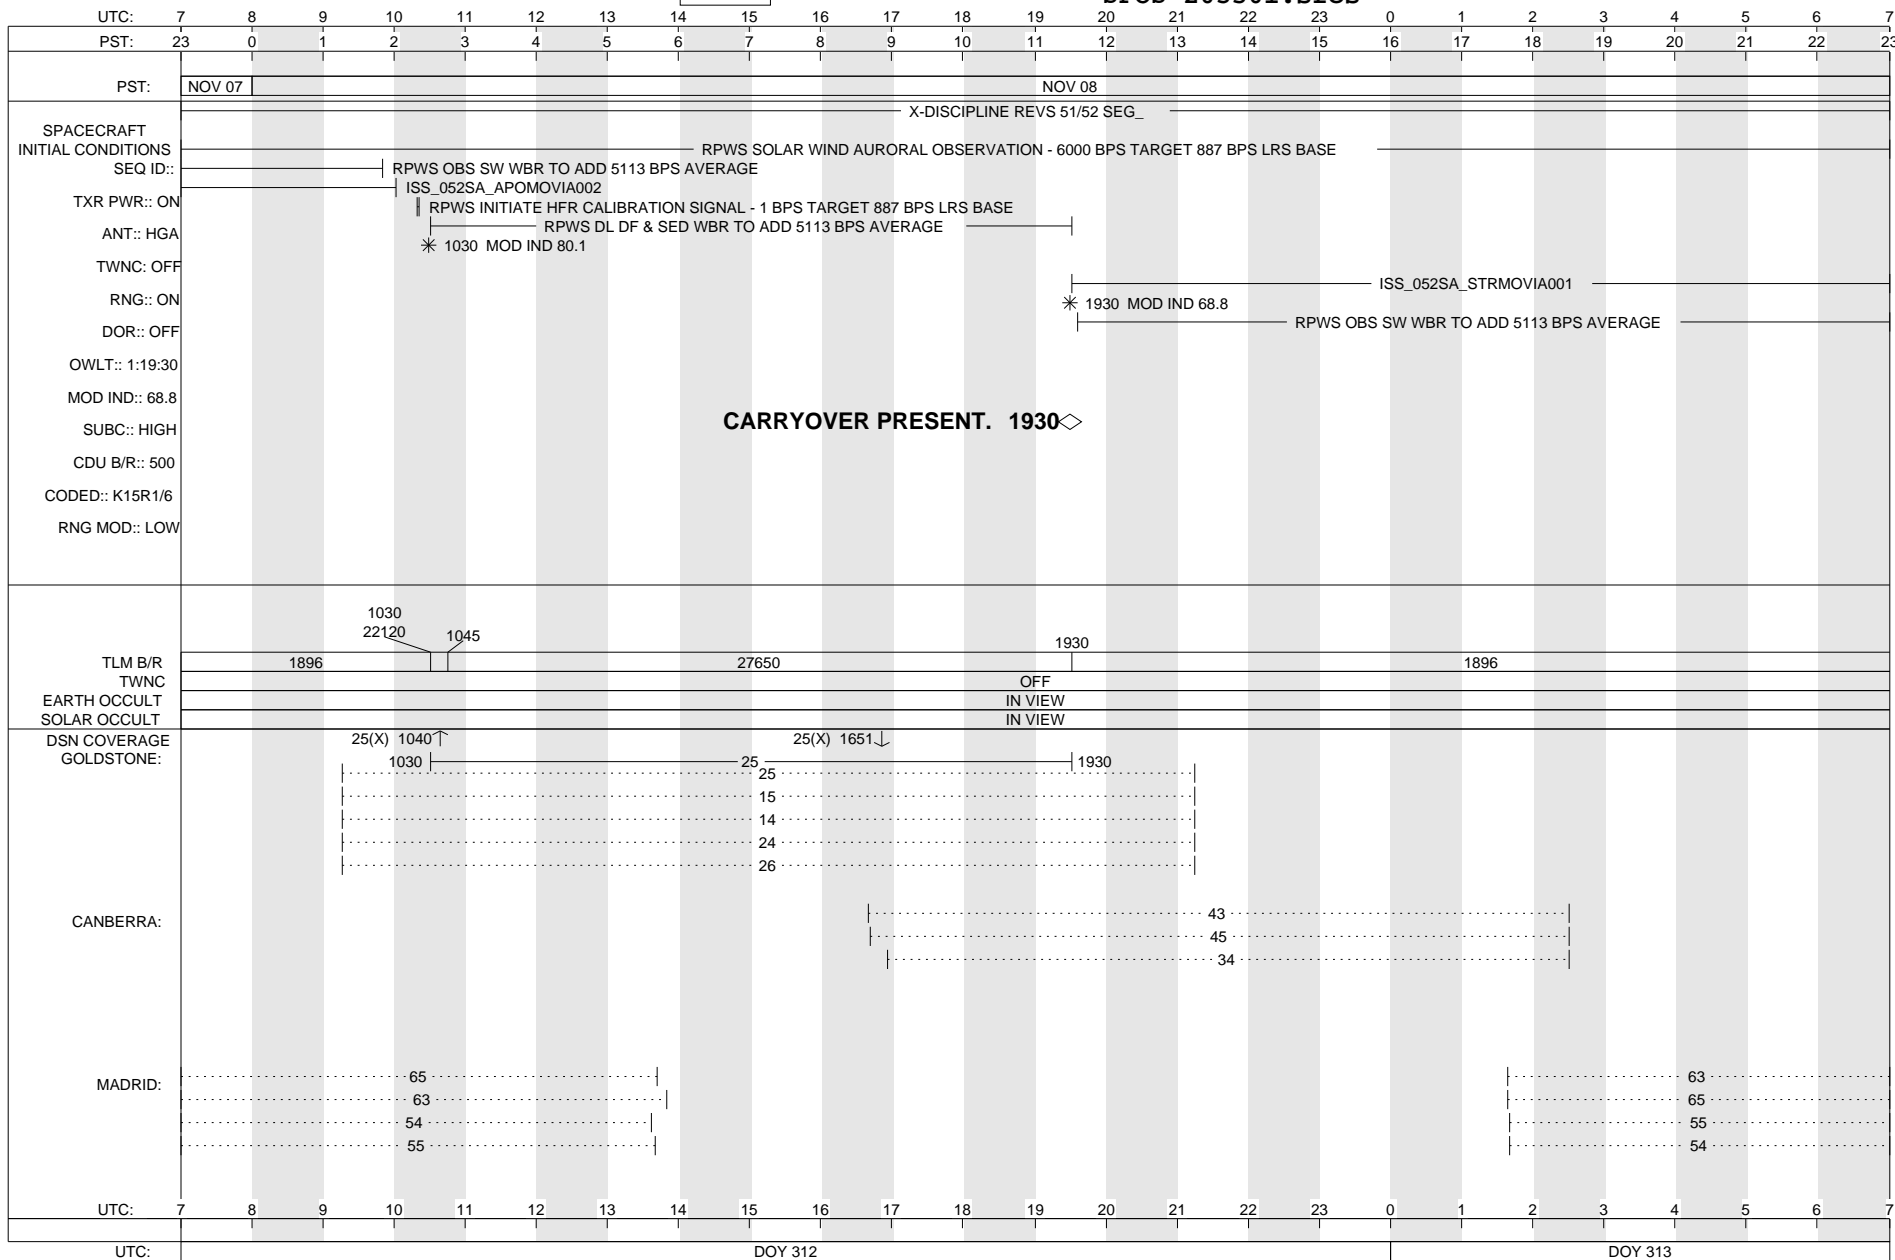 UTC: 7 8 9 10 11 12 13 14 15 16 17 18 19 20 21 22 23 0 1 2 3 4 5 6 7
PST: 23 0 1 2 3 4 5 6 7 8 9 10 11 12 13 14 15 16 17 18 19 20 21 22 23
PST: NOV 07 NOV 08
X-DISCIPLINE REVS 51/52 SEG_
SPACECRAFT
INITIAL CONDITIONS
RPWS SOLAR WIND AURORAL OBSERVATION - 6000 BPS TARGET 887 BPS LRS BASE
SEQ ID::
RPWS OBS SW WBR TO ADD 5113 BPS AVERAGE
ISS_052SA_APOMOVIA002
TXR PWR:: ON
RPWS INITIATE HFR CALIBRATION SIGNAL - 1 BPS TARGET 887 BPS LRS BASE
RPWS DL DF & SED WBR TO ADD 5113 BPS AVERAGE
ANT:: HGA
1030 MOD IND 80.1
TWNC: OFF
ISS_052SA_STRMOVIA001
RNG:: ON
1930 MOD IND 68.8
RPWS OBS SW WBR TO ADD 5113 BPS AVERAGE
DOR:: OFF
OWLT:: 1:19:30
MOD IND:: 68.8
CARRYOVER PRESENT. 1930
SUBC:: HIGH
CDU B/R:: 500
CODED:: K15R1/6
RNG MOD:: LOW
1030
22120 1045
1930
TLM B/R 1896 27650 1896
TWNC OFF
EARTH OCCULT IN VIEW
SOLAR OCCULT IN VIEW
DSN COVERAGE 25(X) 1040 25(X) 1651
GOLDSTONE: 1030 25 1930
25
15
14
24
26
43
CANBERRA:
45
34
65 63
MADRID:
63 65
54 55
55 54
UTC: 7 8 9 10 11 12 13 14 15 16 17 18 19 20 21 22 23 0 1 2 3 4 5 6 7
UTC: DOY 312 DOY 313